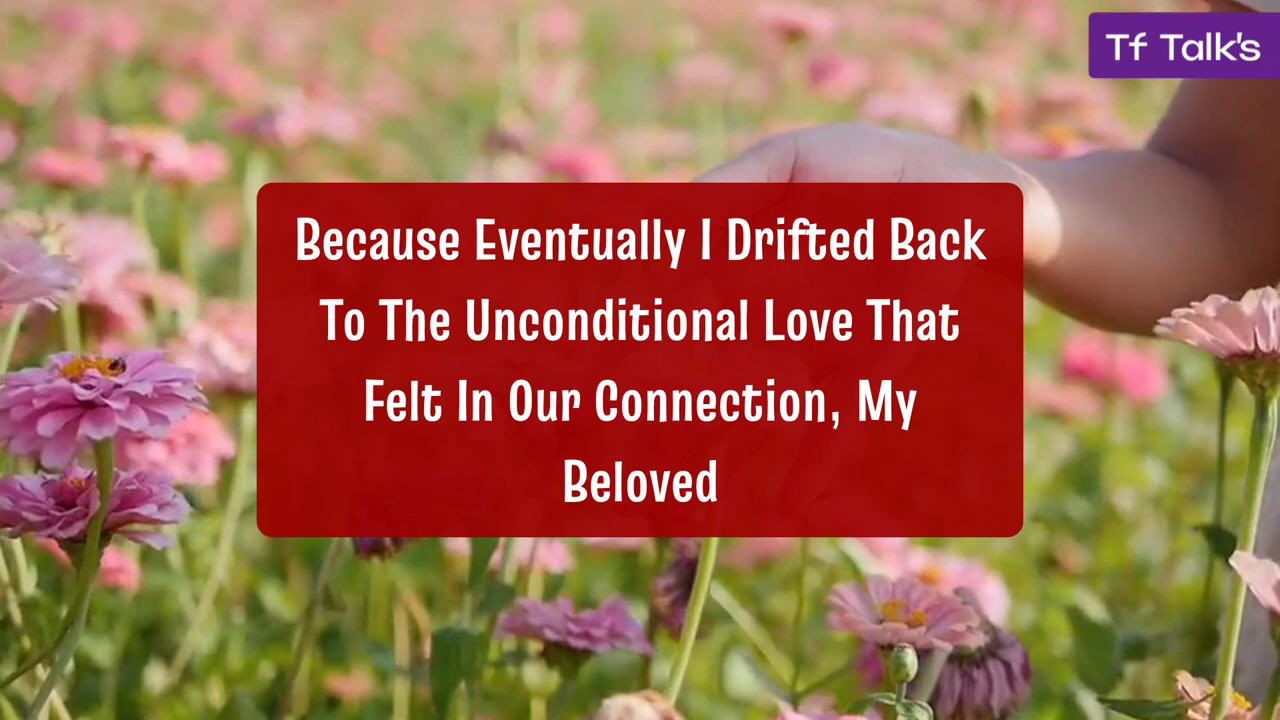 Tf Talk's
Because Eventually I Drifted Back
To The Unconditional Love That
Felt In Our Connection, My
Beloved